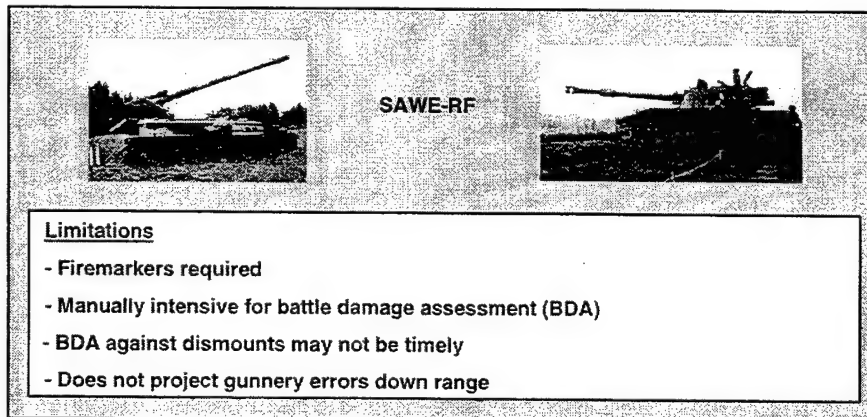 SAWE-RF
Limitations
- Firemarkers required
- Manually intensive for battle damage assessment (BDA)
- BDA against dismounts may not be timely
- Does not project gunnery errors down range